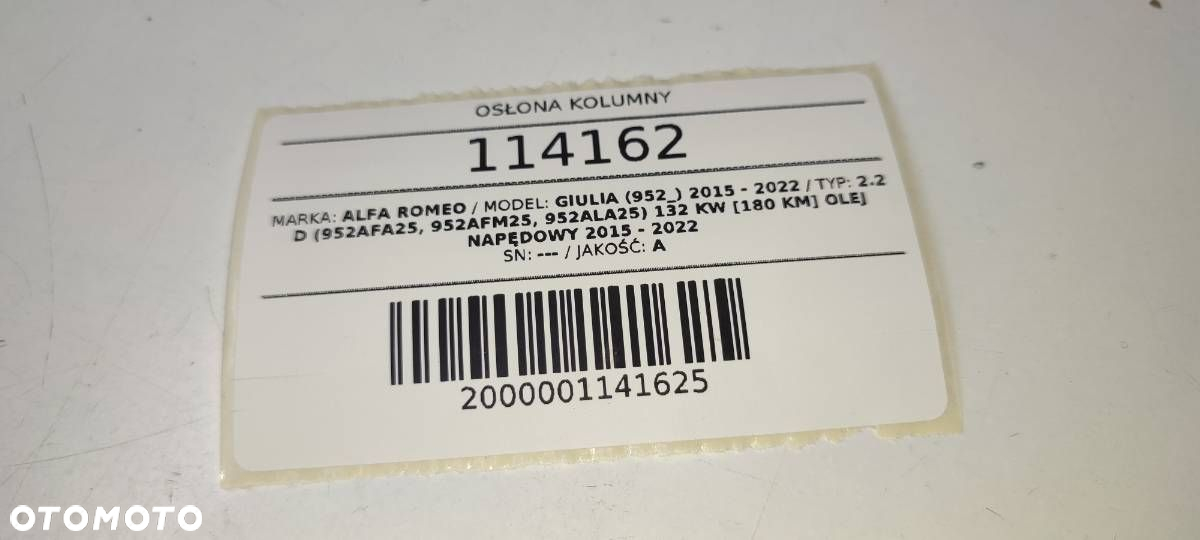 OSŁONA KOLUMNY
114162
MARKA: ALFA ROMEO / MODEL: GIULIA (952_) 2015 - 2022 / TYP: 2.2
D (952AFA25, 952AFM25, 952ALA25) 132 KW [180 KM] OLEJ
NAPĘDOWY 2015 - 2022
SN: --- / JAKOŚĆ: A
2000001141625
OTOMOTO